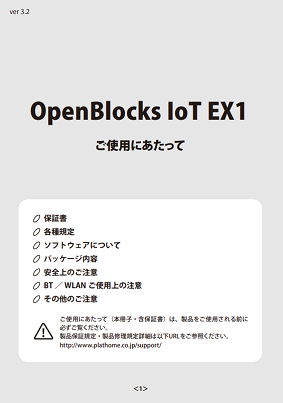 ver 3.2
OpenBlocks IoT EX1
ご使用にあたって
保証書
各種規定
ソフトウェアについて
パッケージ内容
安全上のご注意
BT ／ WLAN ご使用上の注意
その他のご注意
ご使用にあたって（本冊子・含保証書）は、製品をご使用される前に
必ずご覧ください。
製品保証規定・製品修理規定詳細は以下URLをご参照ください。
http://www.plathome.co.jp/support/
<1>